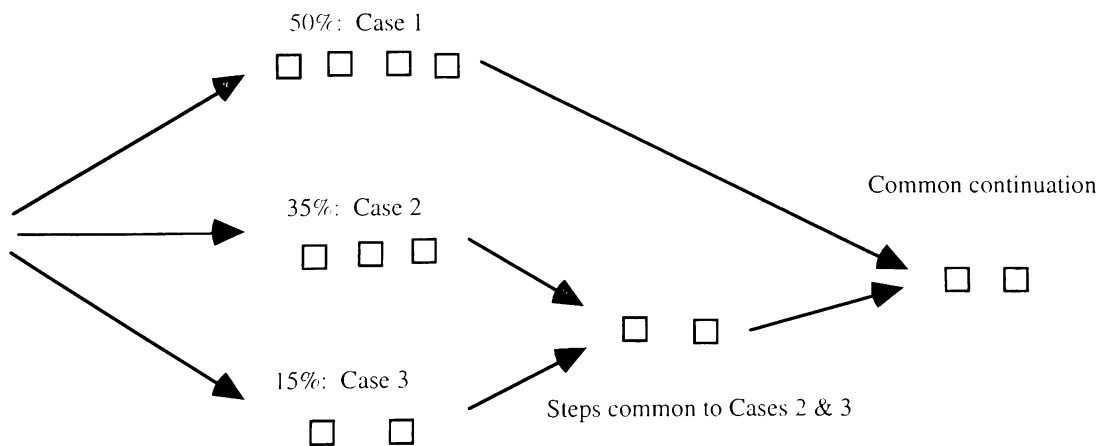 50%: Case 1
Common continuation
35%: Case 2
15%: Case 3
Steps common to Cases 2 & 3